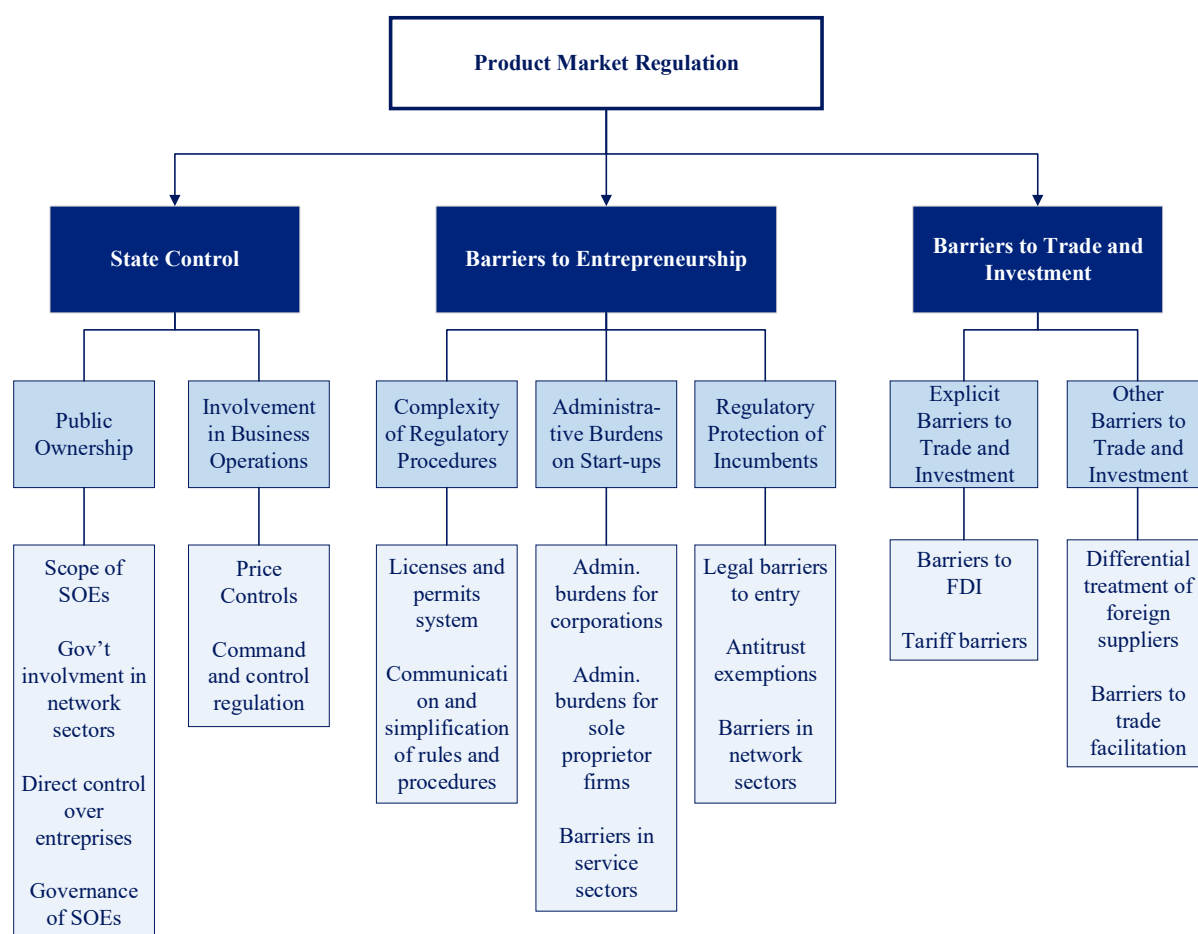 Product Market Regulation
State Control
Barriers to Entrepreneurship
Barriers to Trade and
Investment
Public
Ownership
Involvement
in Business
Operations
Complexity
of Regulatory
Procedures
Administra-
tive Burdens
on Start-ups
Regulatory
Protection of
Incumbents
Explicit
Barriers to
Trade and
Investment
Other
Barriers to
Trade and
Investment
Scope of
SOEs
Gov't
involvment in
network
sectors
Direct control
over
entreprises
Governance
of SOEs
Price
Controls
Command
and control
regulation
Licenses and
permits
system
Communicati
on and
simplification
of rules and
procedures
Admin.
burdens for
corporations
Admin.
burdens for
sole
proprietor
firms
Barriers in
service
sectors
Legal barriers
to entry
Antitrust
exemptions
Barriers in
network
sectors
Barriers to
FDI
Tariff barriers
Differential
treatment of
foreign
suppliers
Barriers to
trade
facilitation